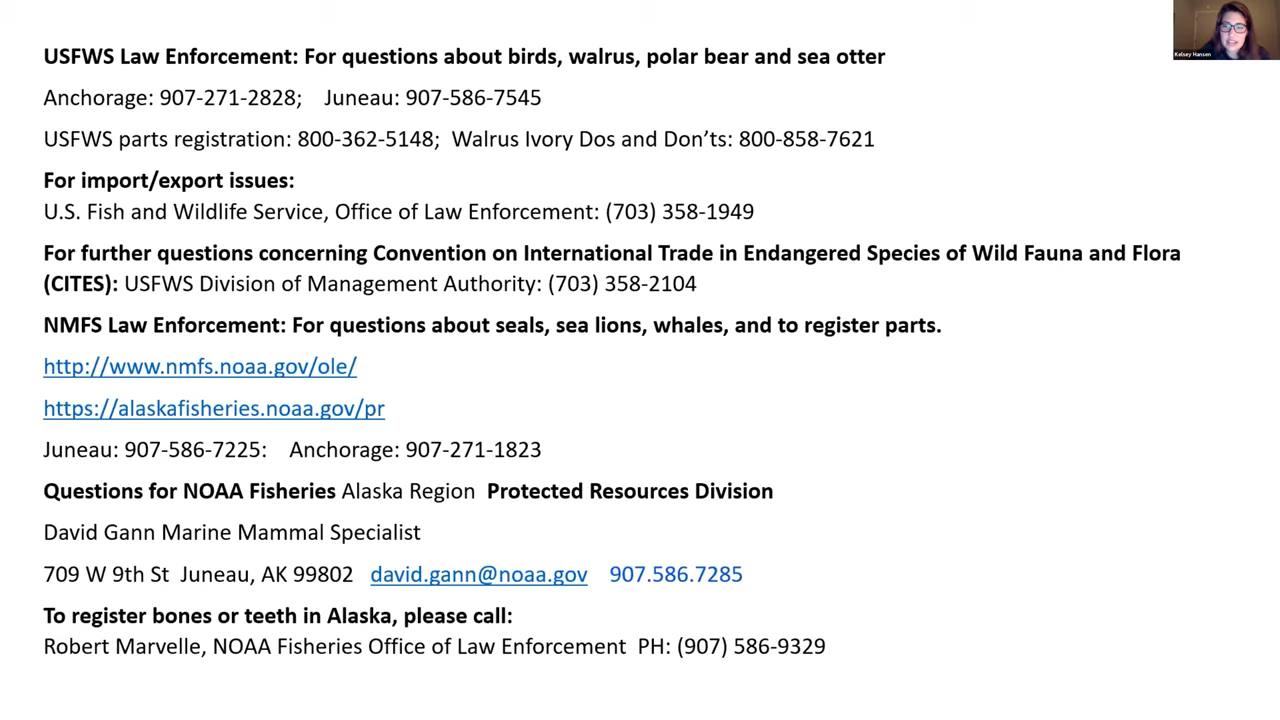 Kelsey Hansen
USFWS Law Enforcement: For questions about birds, walrus, polar bear and sea otter
Anchorage: 907-271-2828; Juneau: 907-586-7545
USFWS parts registration: 800-362-5148; Walrus Ivory Dos and Don’ts: 800-858-7621
For import/export issues:
U.S. Fish and Wildlife Service, Office of Law Enforcement: (703) 358-1949
For further questions concerning Convention on International Trade in Endangered Species of Wild Fauna and Flora
(CITES): USFWS Division of Management Authority: (703) 358-2104
NMFS Law Enforcement: For questions about seals, sea lions, whales, and to register parts.
http://www.nmfs.noaa.gov/ole/
https://alaskafisheries.noaa.gov/pr
Juneau: 907-586-7225: Anchorage: 907-271-1823
Questions for NOAA Fisheries Alaska Region Protected Resources Division
David Gann Marine Mammal Specialist
709 W 9th St Juneau, AK 99802 david.gann@noaa.gov 907.586.7285
To register bones or teeth in Alaska, please call:
Robert Marvelle, NOAA Fisheries Office of Law Enforcement PH: (907) 586-9329